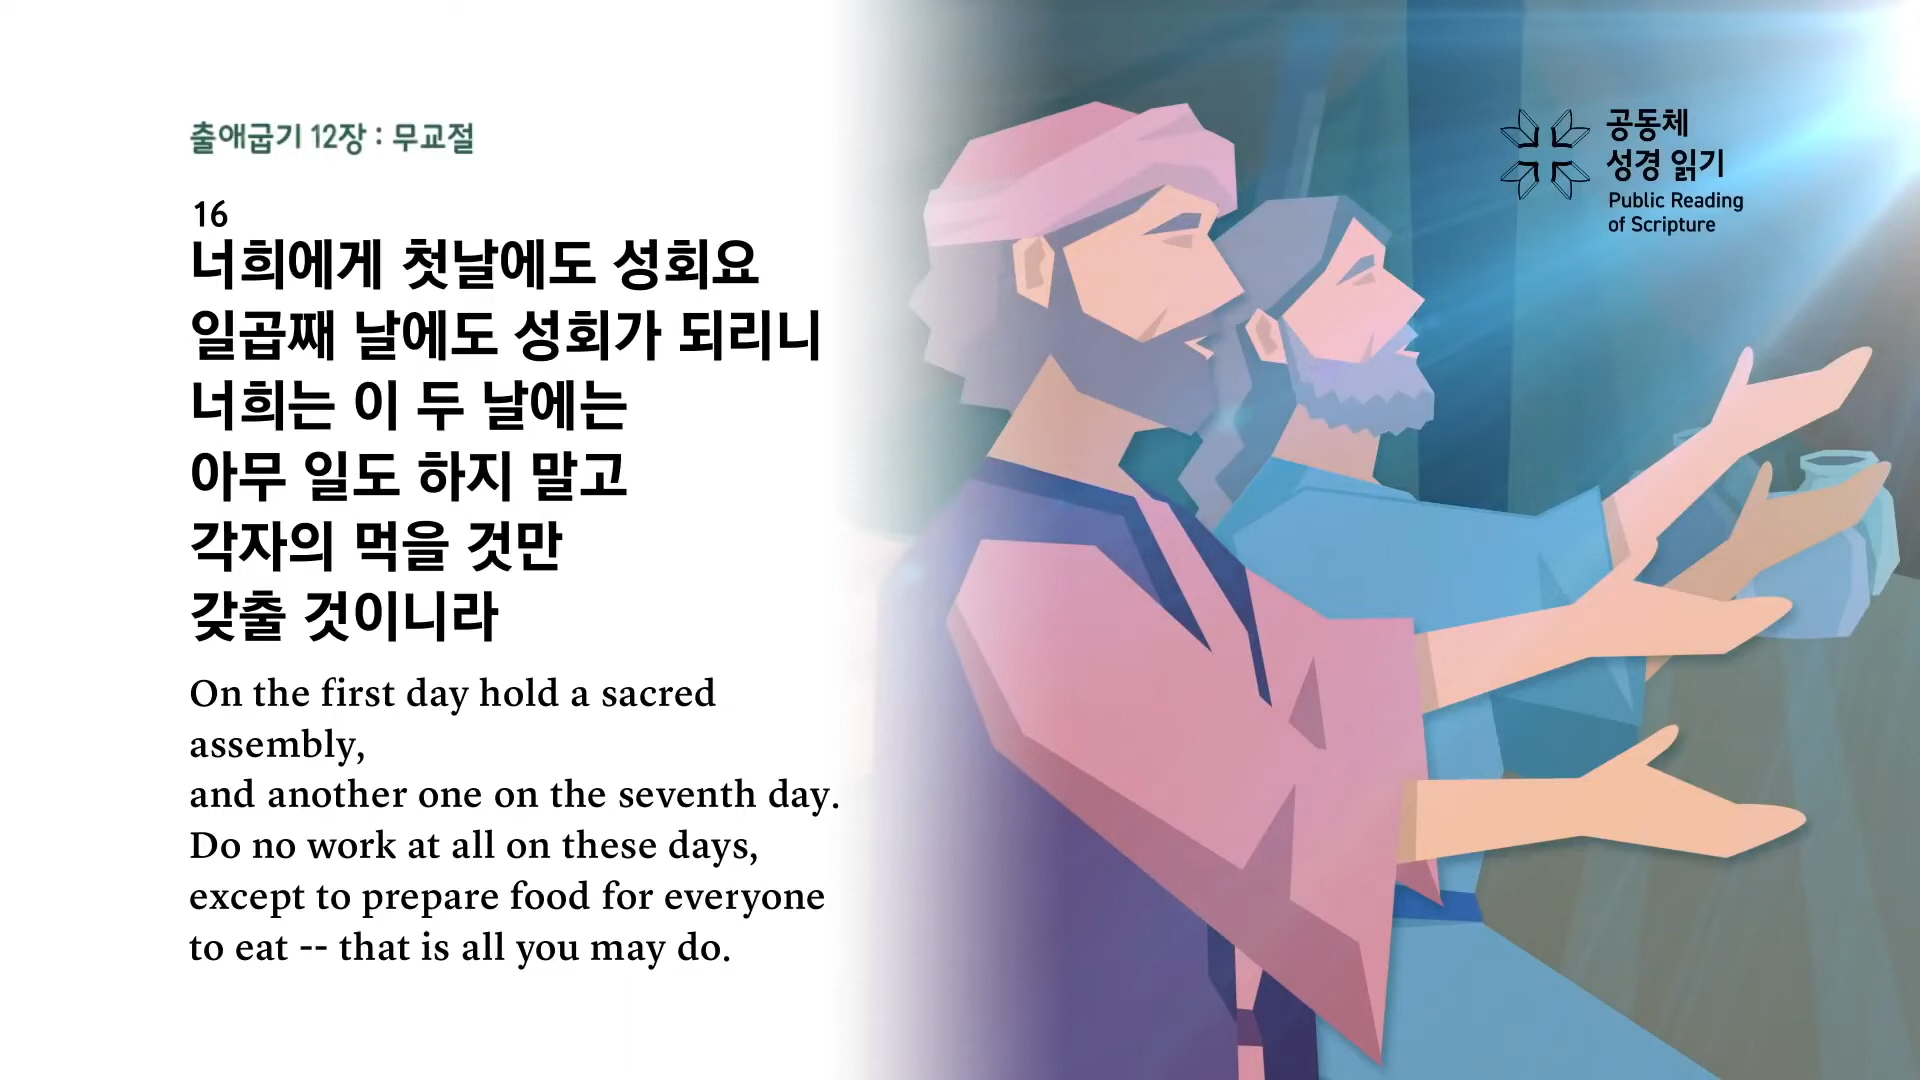 출애굽기 12장 : 무교절
16
너희에게 첫날에도 성회요
일곱째 날에도 성회가 되리니
너희는 이 두 날에는
아무 일도 하지 말고
각자의 먹을 것만
갖출 것이니라
On the first day hold a sacred
assembly,
and another one on the seventh day.
Do no work at all on these days,
except to prepare food for everyone
to eat -- that is all you may do.
공동체
성경 읽기
Public Reading
of Scripture